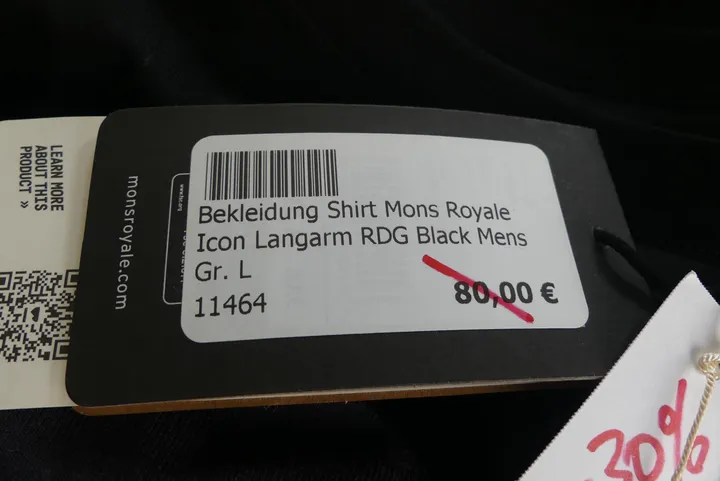 LEARN MORE
ABOUT THIS
PRODUCT »
monsroyale.com
Bekleidung Shirt Mons Royale
Icon Langarm RDG Black Mens
Gr. L
11464
80,00 €
-30%